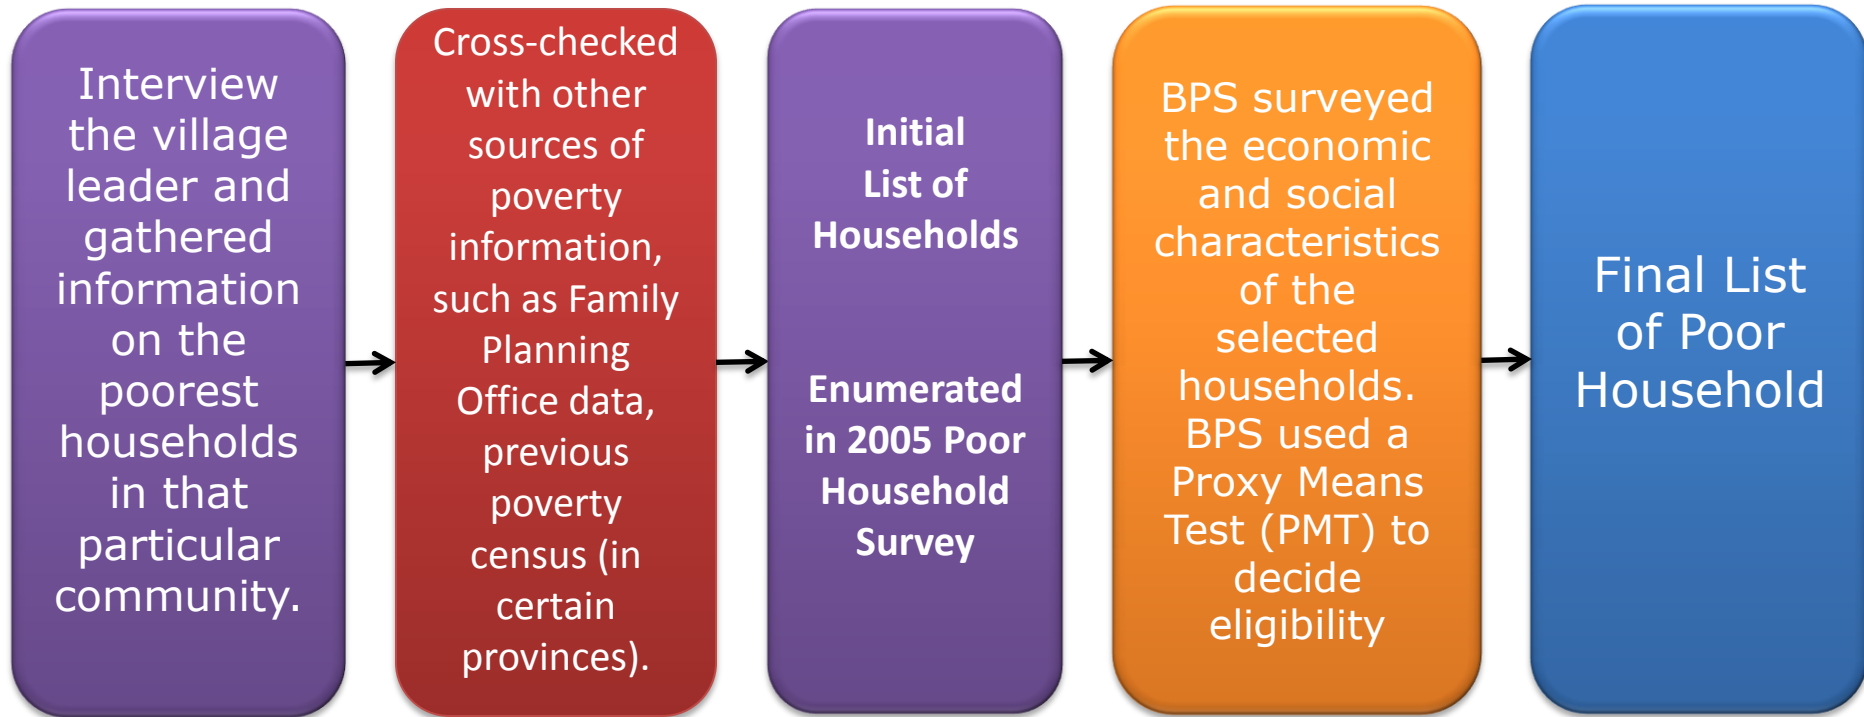 Interview
the village
leader and
gathered
information
on the
poorest
households
in that
particular
community.
Cross-checked
with other
sources of
poverty
information,
such as Family
Planning
Office data,
previous
poverty
census (in
certain
provinces).
Initial
List of
Households
Enumerated
in 2005 Poor
Household
Survey
BPS surveyed
the economic
and social
characteristics
of the
selected
households.
BPS used a
Proxy Means
Test (PMT) to
decide
eligibility
Final List
of Poor
Household